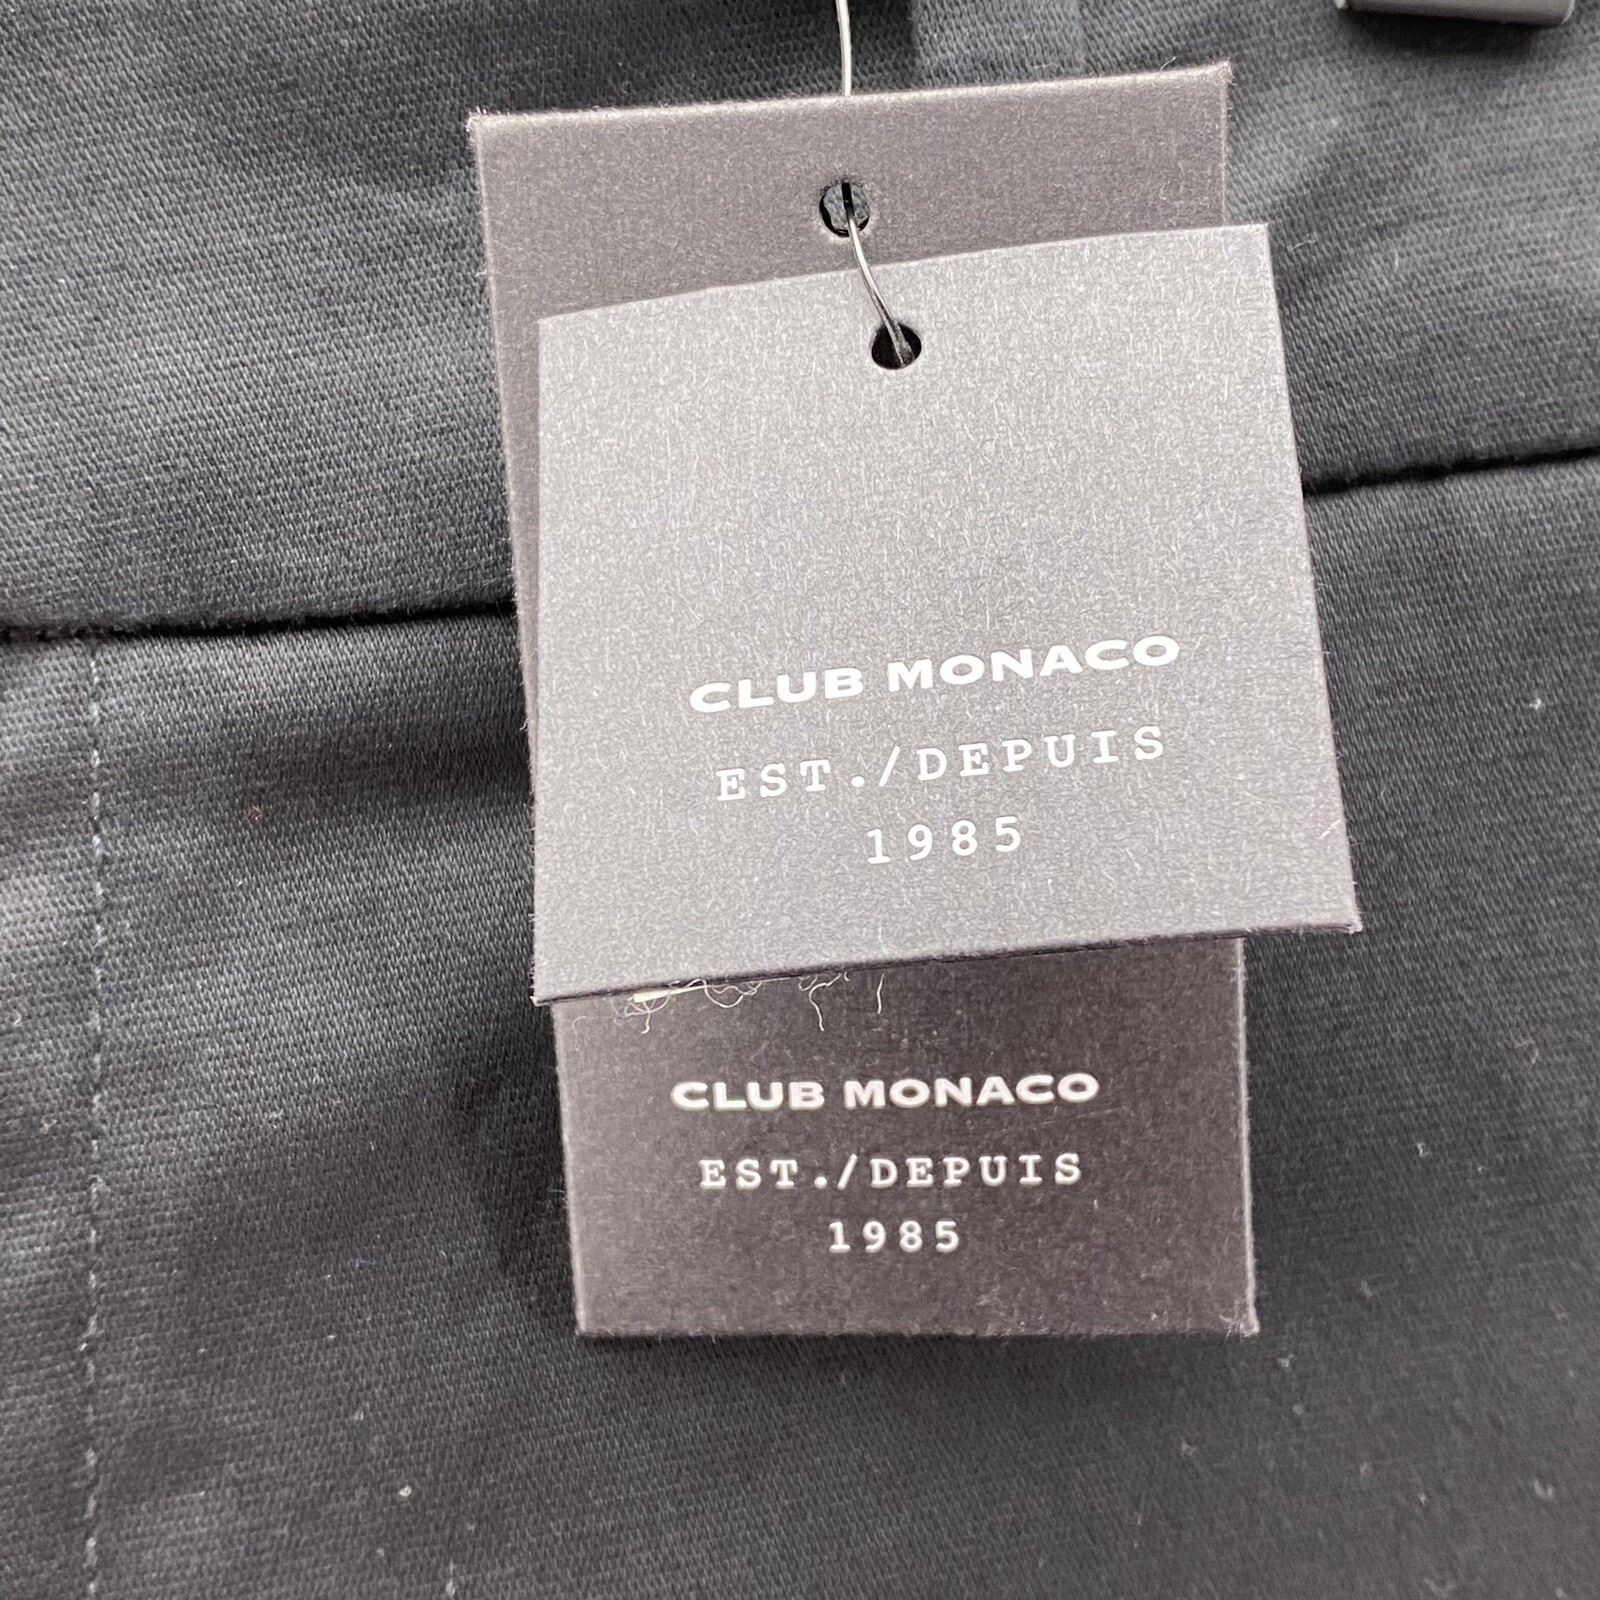 CLUB MONACO
EST./DEPUIS
1985
CLUB MONACO
EST./DEPUIS
1985